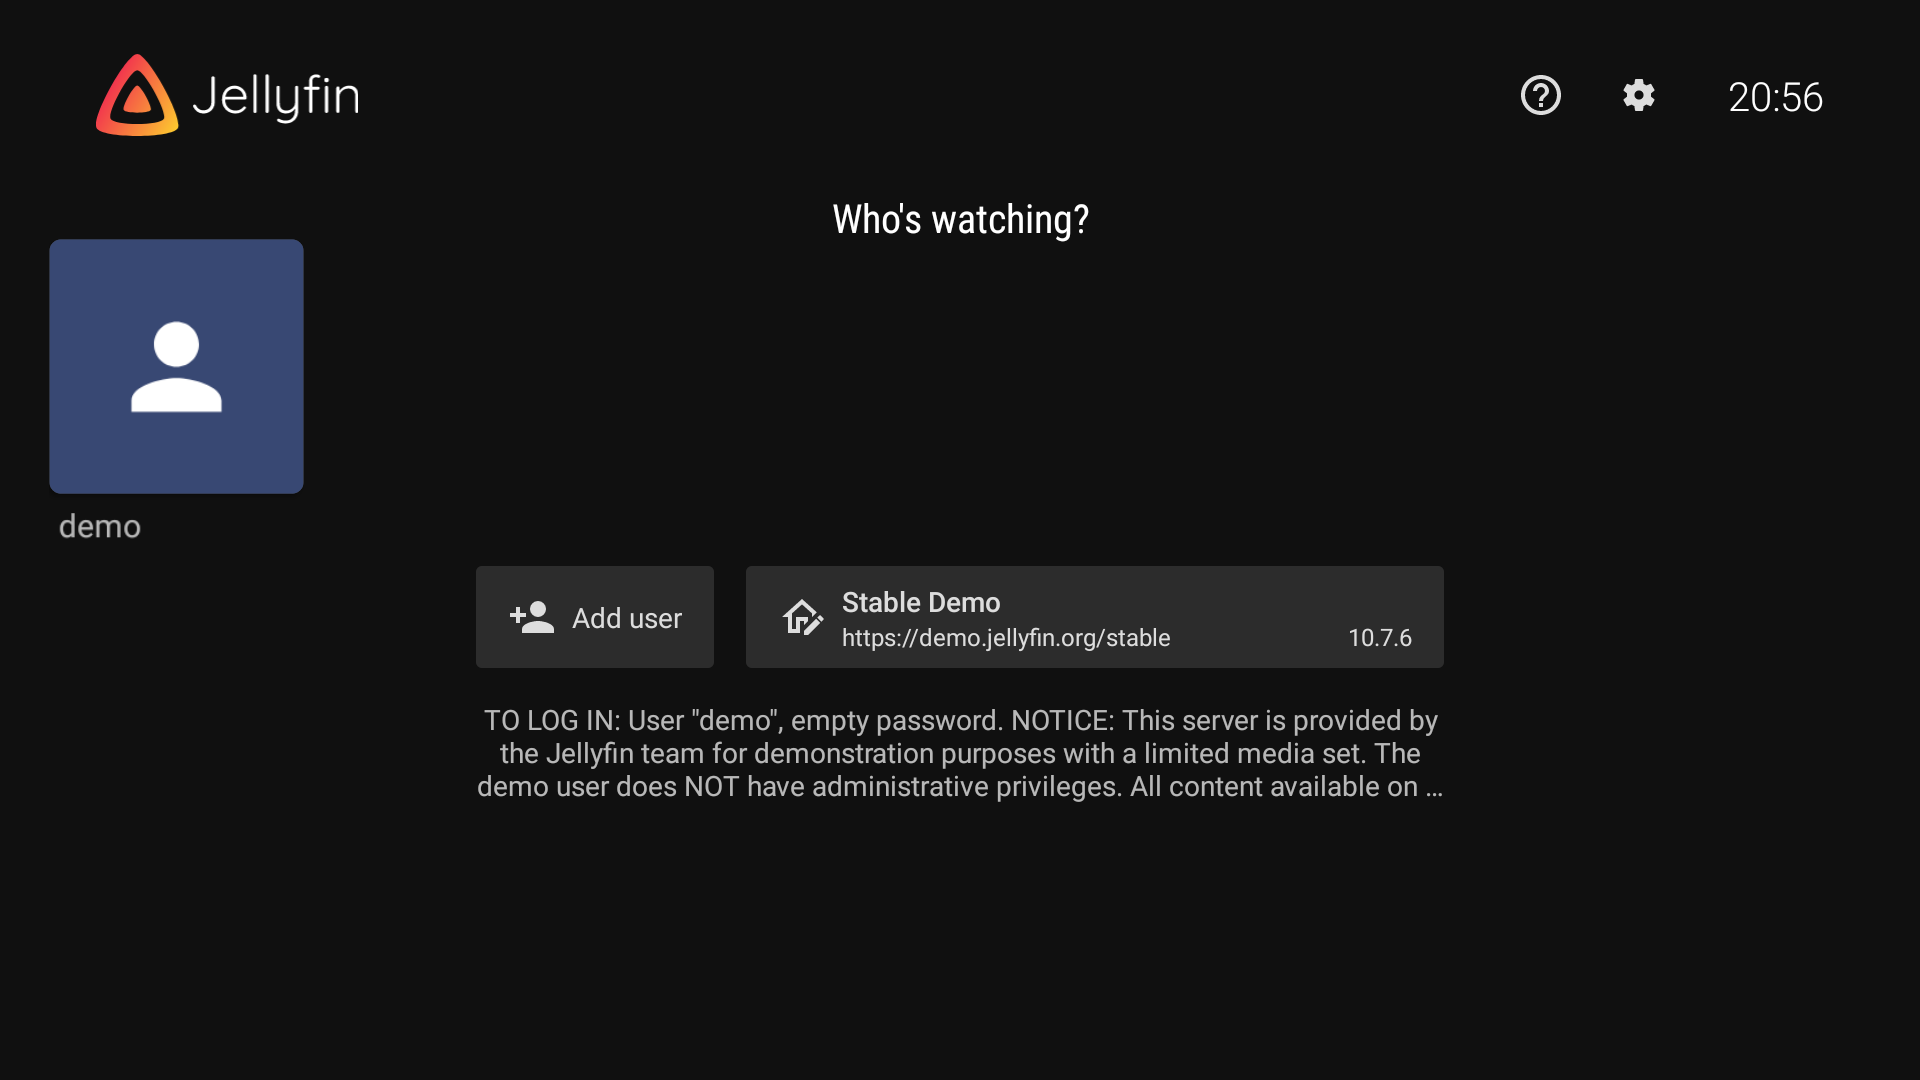 Jellyfin
20:56
Who's watching?
demo
Add user
Stable Demo
https://demo.jellyfin.org/stable
10.7.6
TO LOG IN: User "demo", empty password. NOTICE: This server is provided by
the Jellyfin team for demonstration purposes with a limited media set. The
demo user does NOT have administrative privileges. All content available on ...